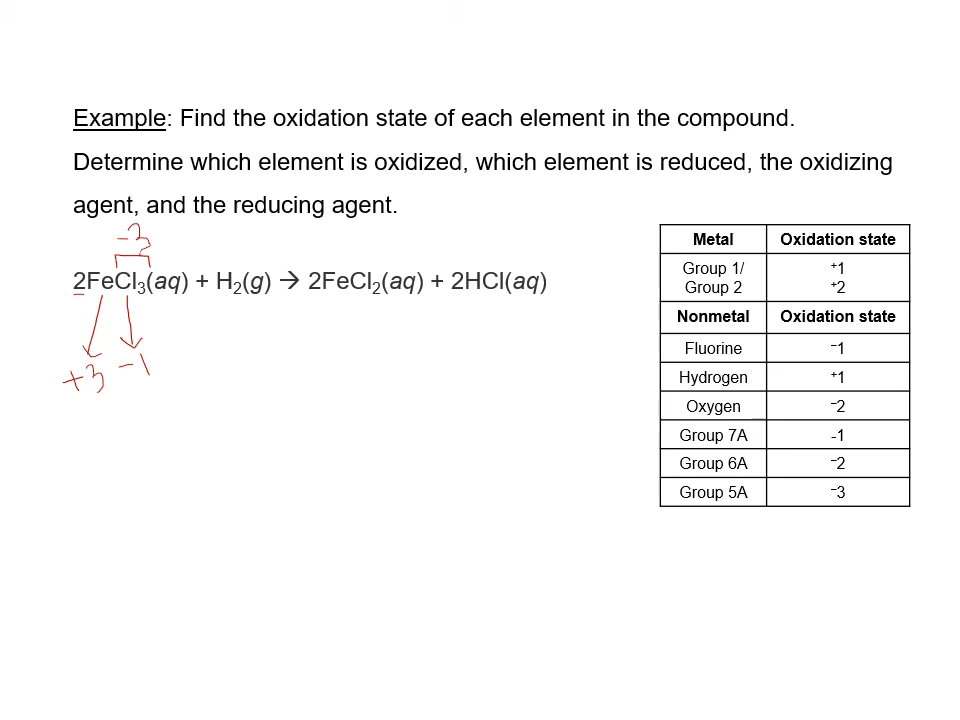 Example: Find the oxidation state of each element in the compound.
Determine which element is oxidized, which element is reduced, the oxidizing
agent, and the reducing agent.
-3
2FeCl₃(aq) + H₂(g) → 2FeCl₂(aq) + 2HCl(aq)
+3 -1
Metal Oxidation state
Group 1/ ⁺1
Group 2 ⁺2
Nonmetal Oxidation state
Fluorine ⁻1
Hydrogen ⁺1
Oxygen ⁻2
Group 7A -1
Group 6A ⁻2
Group 5A ⁻3